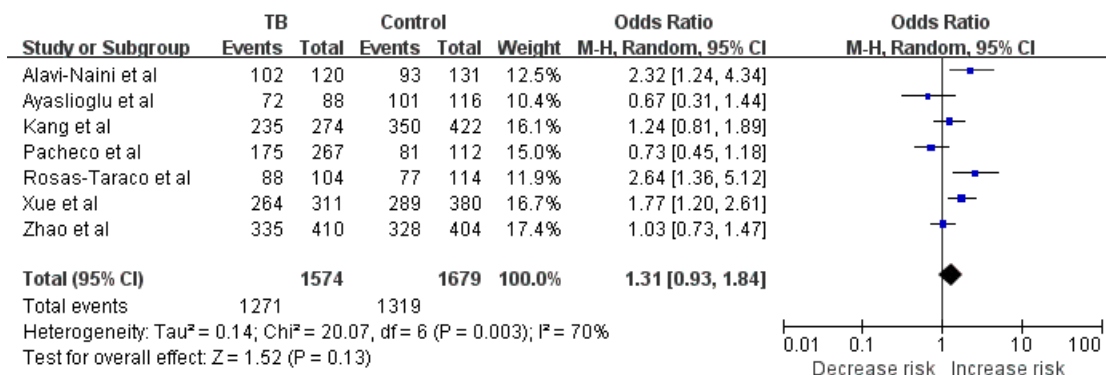 TB Control Odds Ratio Odds Ratio
Study or Subgroup Events Total Events Total Weight M-H, Random, 95% CI M-H, Random, 95% CI
Alavi-Naini et al 102 120 93 131 12.5% 2.32 [1.24, 4.34]
Ayaslioglu et al 72 88 101 116 10.4% 0.67 [0.31, 1.44]
Kang et al 235 274 350 422 16.1% 1.24 [0.81, 1.89]
Pacheco et al 175 267 81 112 15.0% 0.73 [0.45, 1.18]
Rosas-Taraco et al 88 104 77 114 11.9% 2.64 [1.36, 5.12]
Xue et al 264 311 289 380 16.7% 1.77 [1.20, 2.61]
Zhao et al 335 410 328 404 17.4% 1.03 [0.73, 1.47]
Total (95% CI) 1574 1679 100.0% 1.31 [0.93, 1.84]
Total events 1271 1319
Heterogeneity: Tau² = 0.14; Chi² = 20.07, df = 6 (P = 0.003); I² = 70%
Test for overall effect: Z = 1.52 (P = 0.13)
0.01 0.1 1 10 100
Decrease risk Increase risk